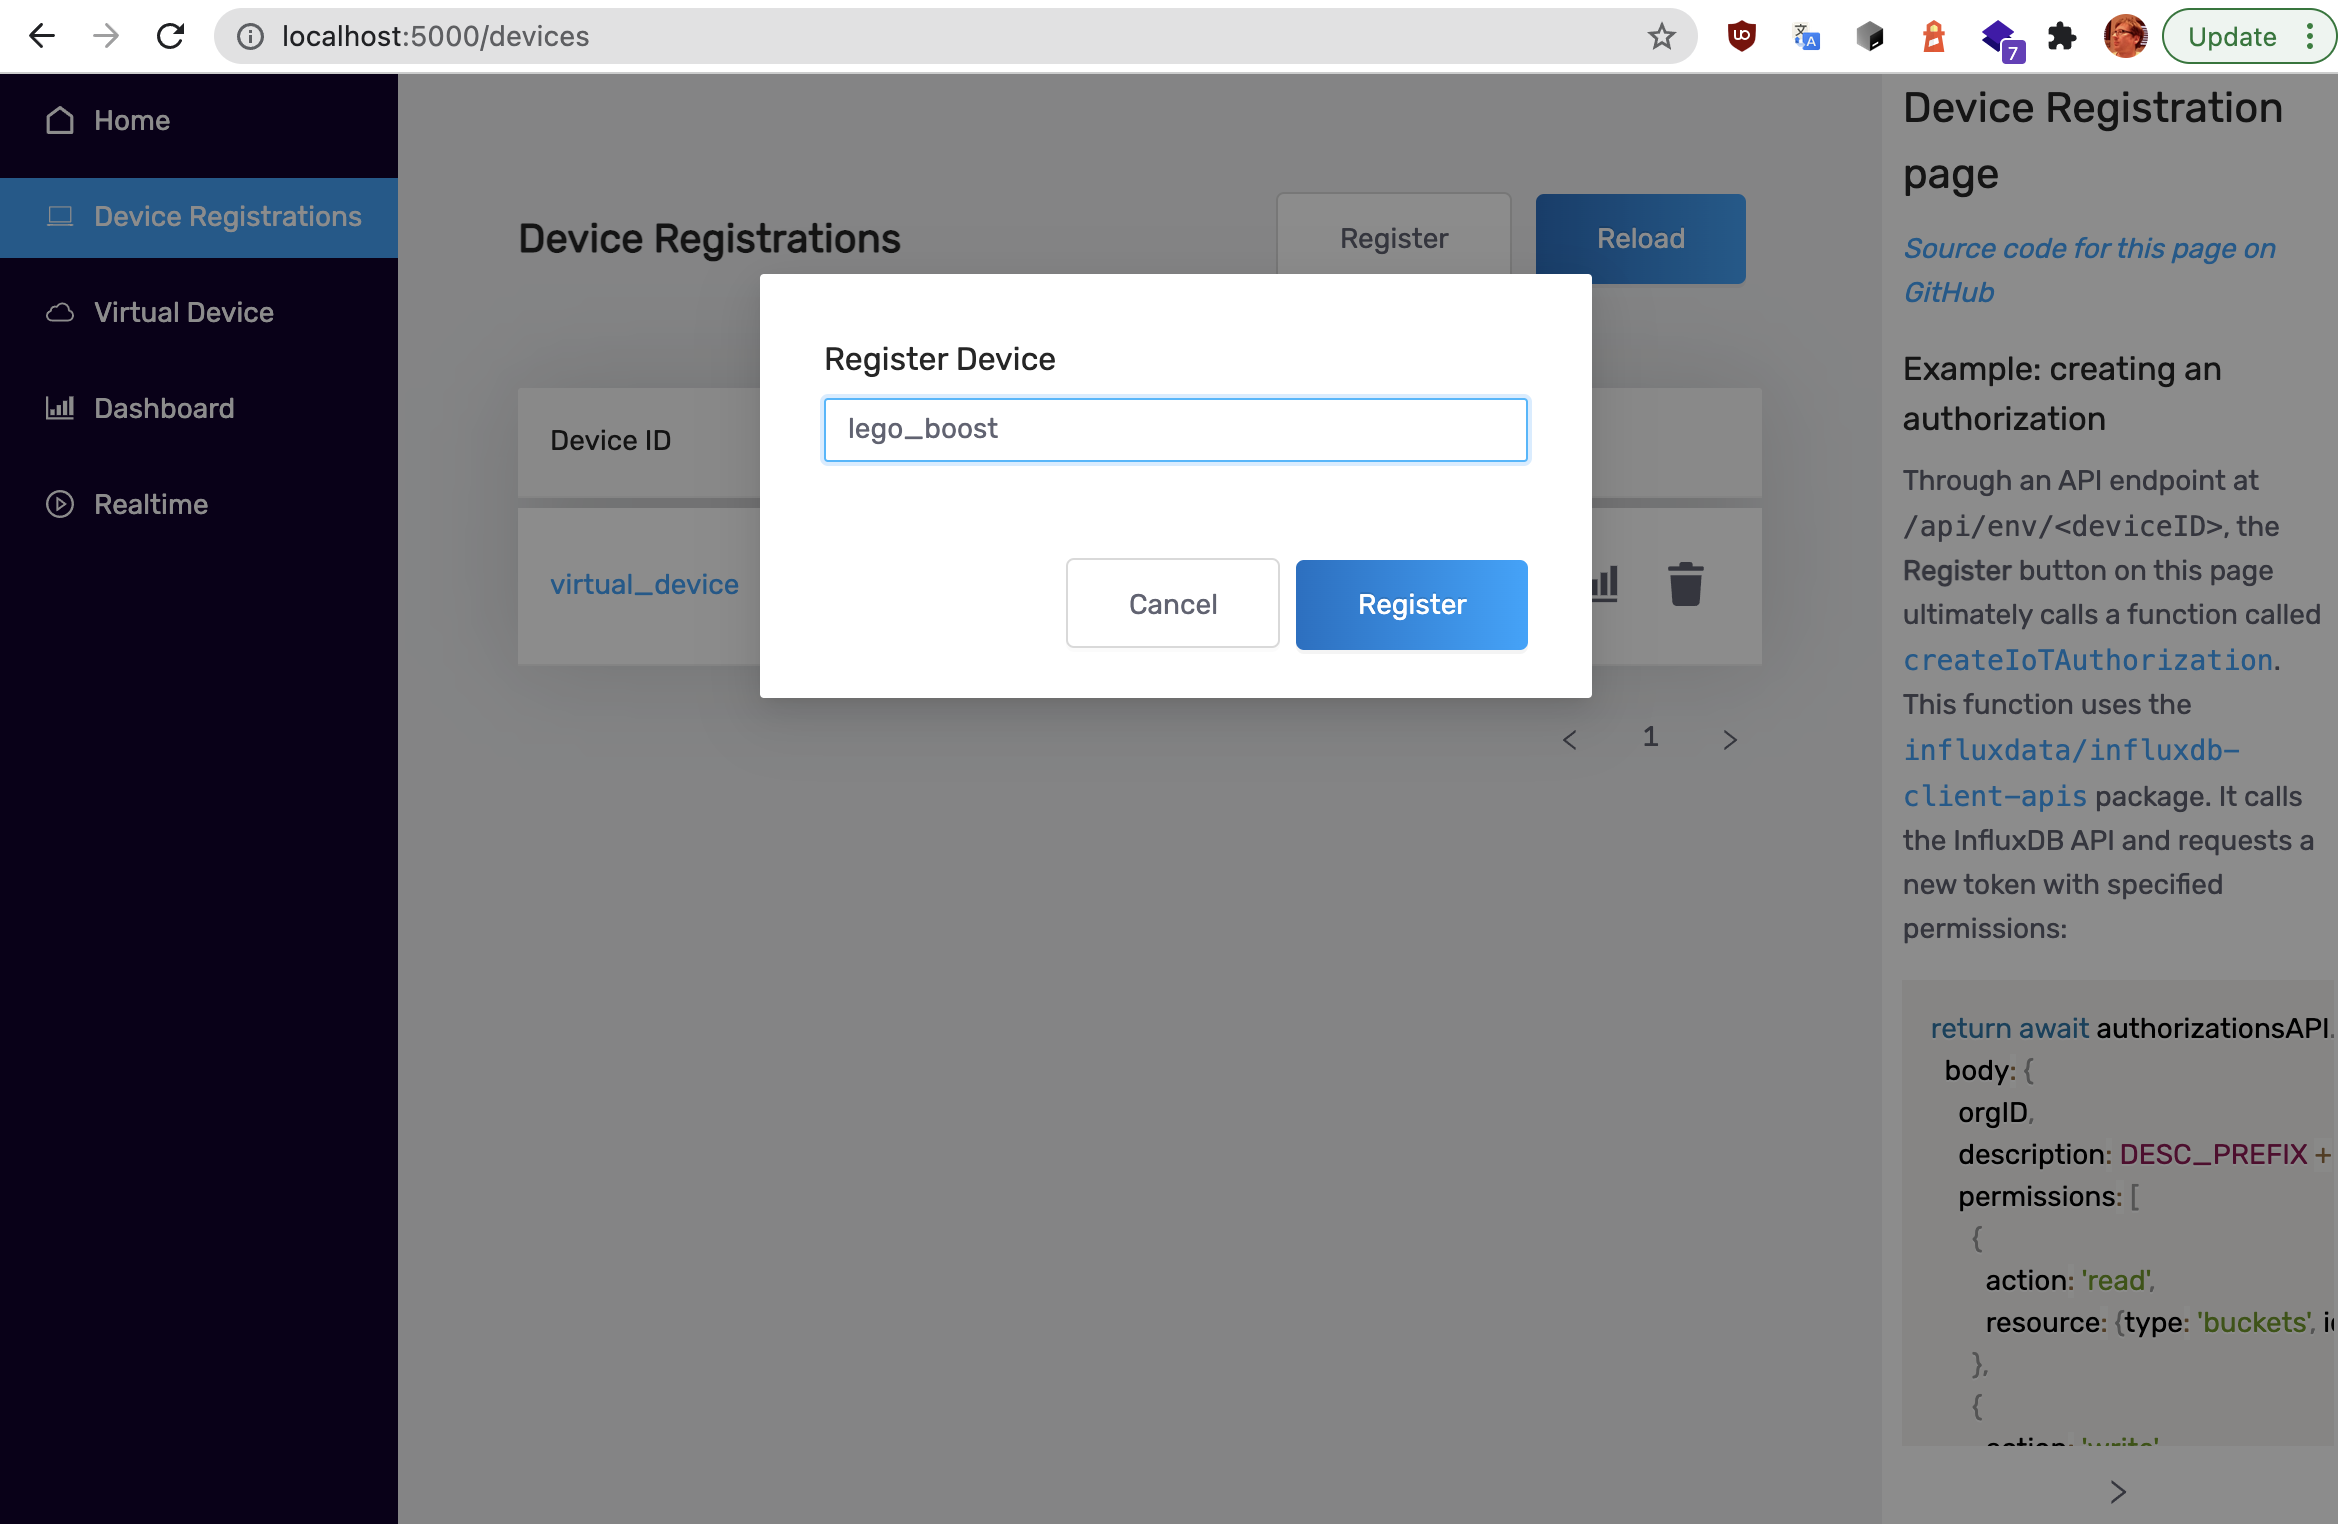 localhost:5000/devices
7
Update
Home
Device Registrations
Virtual Device
Dashboard
Realtime
Device Registrations
Register
Reload
Device ID
virtual_device
Register Device
lego_boost
Cancel
Register
< 1 >
Device Registration
page
Source code for this page on
GitHub
Example: creating an
authorization
Through an API endpoint at
/api/env/<deviceID>, the
Register button on this page
ultimately calls a function called
createIoTAuthorization.
This function uses the
influxdata/influxdb-
client-apis package. It calls
the InfluxDB API and requests a
new token with specified
permissions:
return await authorizationsAPI.
body: {
orgID,
description: DESC_PREFIX +
permissions: [
{
action: 'read',
resource: {type: 'buckets',
},
{
action: 'write'
>